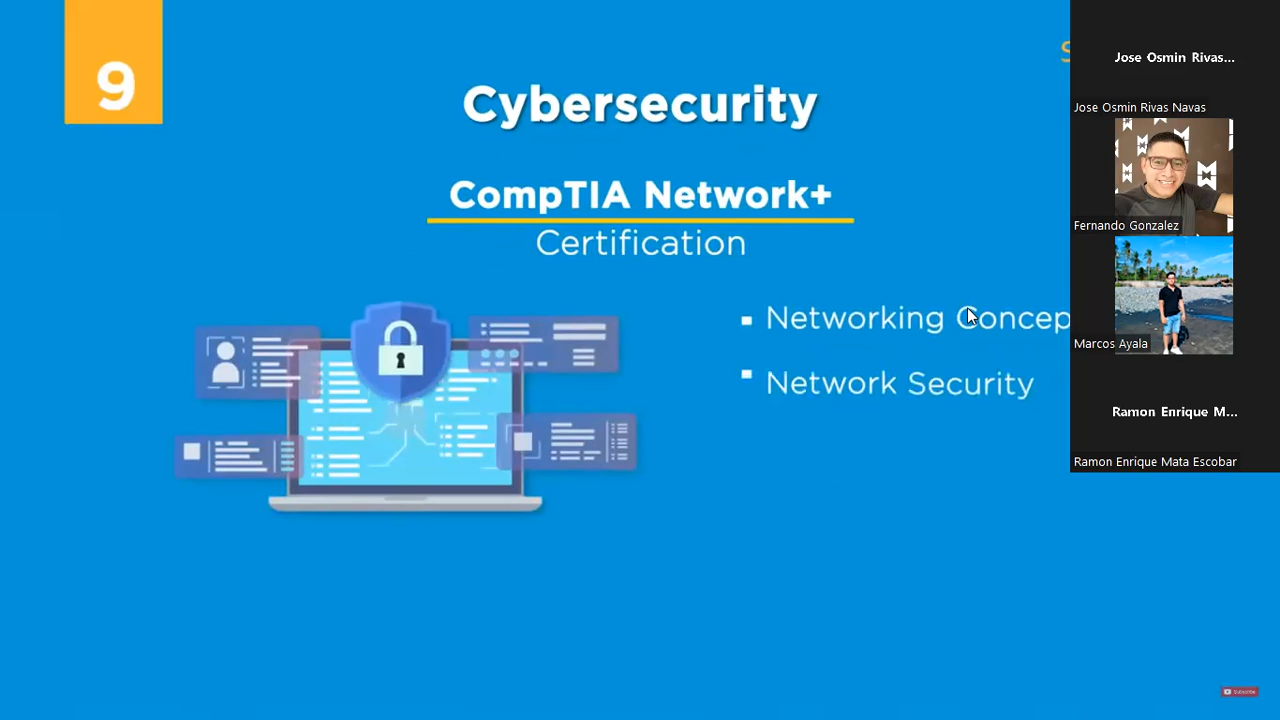 9
S
Cybersecurity
CompTIA Network+
Certification
Networking Concep
Network Security
Jose Osmin Rivas...
Jose Osmin Rivas Navas
Fernando Gonzalez
Marcos Ayala
Ramon Enrique M...
Ramon Enrique Mata Escobar
Subscribe